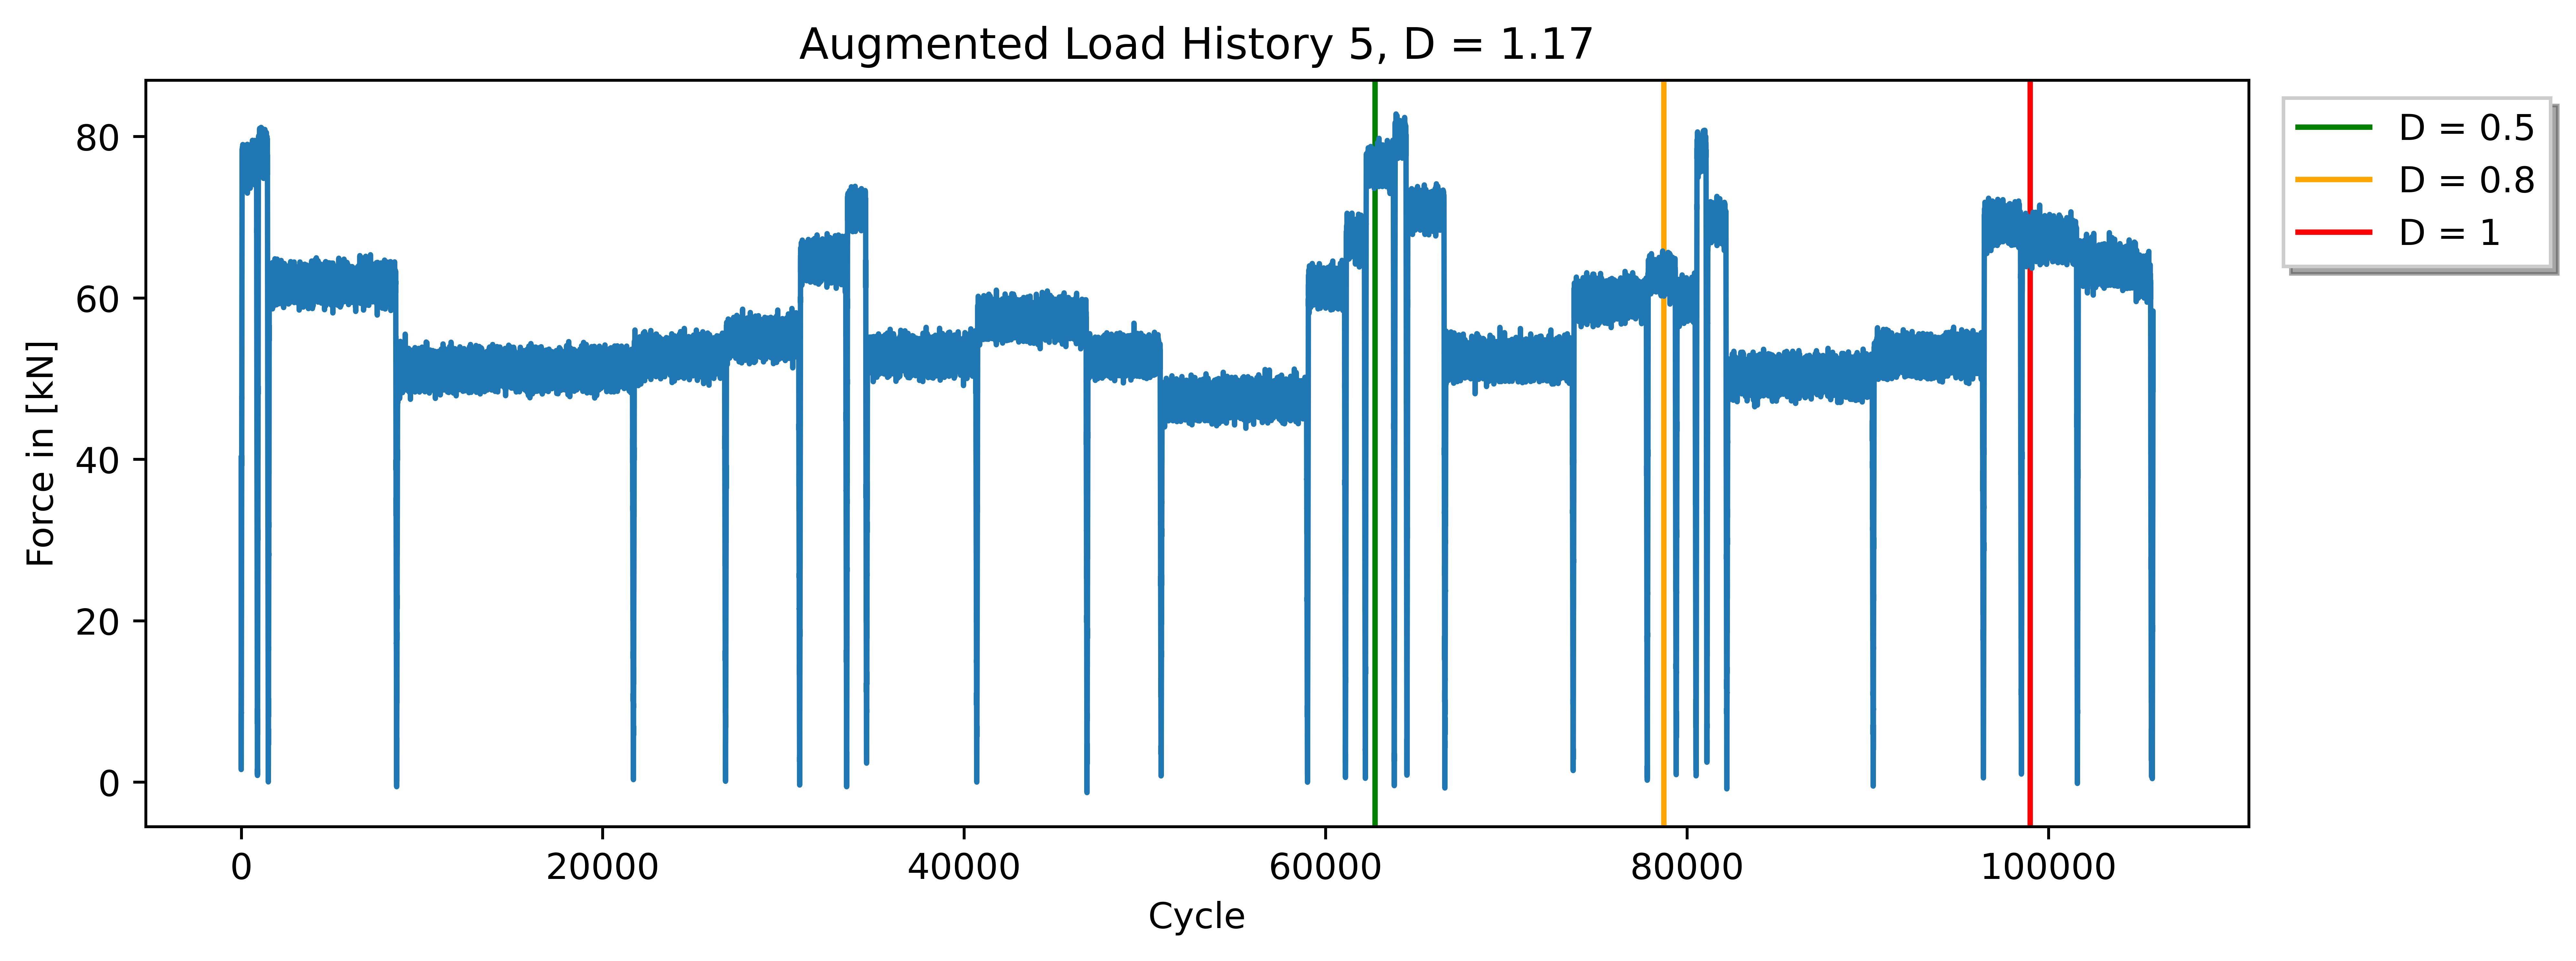 Augmented Load History 5, D = 1.17
D = 0.5
D = 0.8
D = 1
Force in [kN]
80
60
40
20
0
0 20000 40000 60000 80000 100000
Cycle